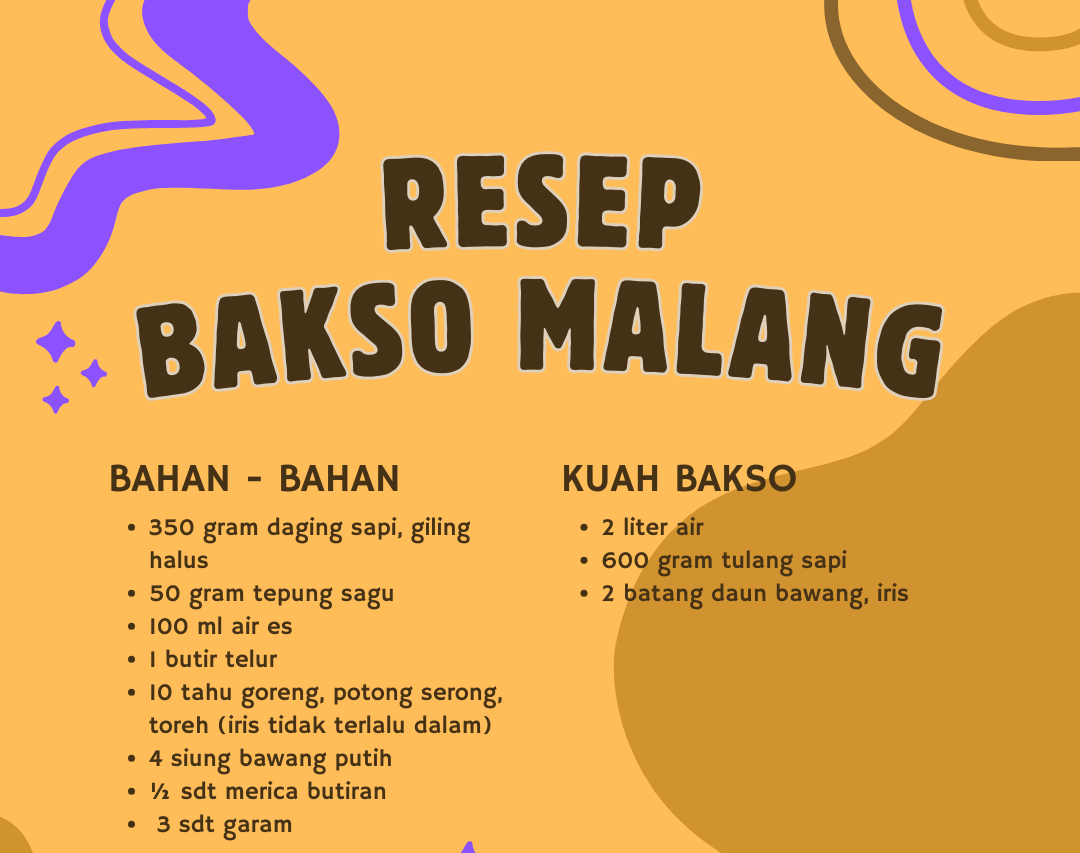 RESEP
BAKSO MALANG
BAHAN - BAHAN
• 350 gram daging sapi, giling
halus
• 50 gram tepung sagu
• 100 ml air es
• 1 butir telur
• 10 tahu goreng, potong serong,
toreh (iris tidak terlalu dalam)
• 4 siung bawang putih
• ½ sdt merica butiran
• 3 sdt garam
KUAH BAKSO
• 2 liter air
• 600 gram tulang sapi
• 2 batang daun bawang, iris